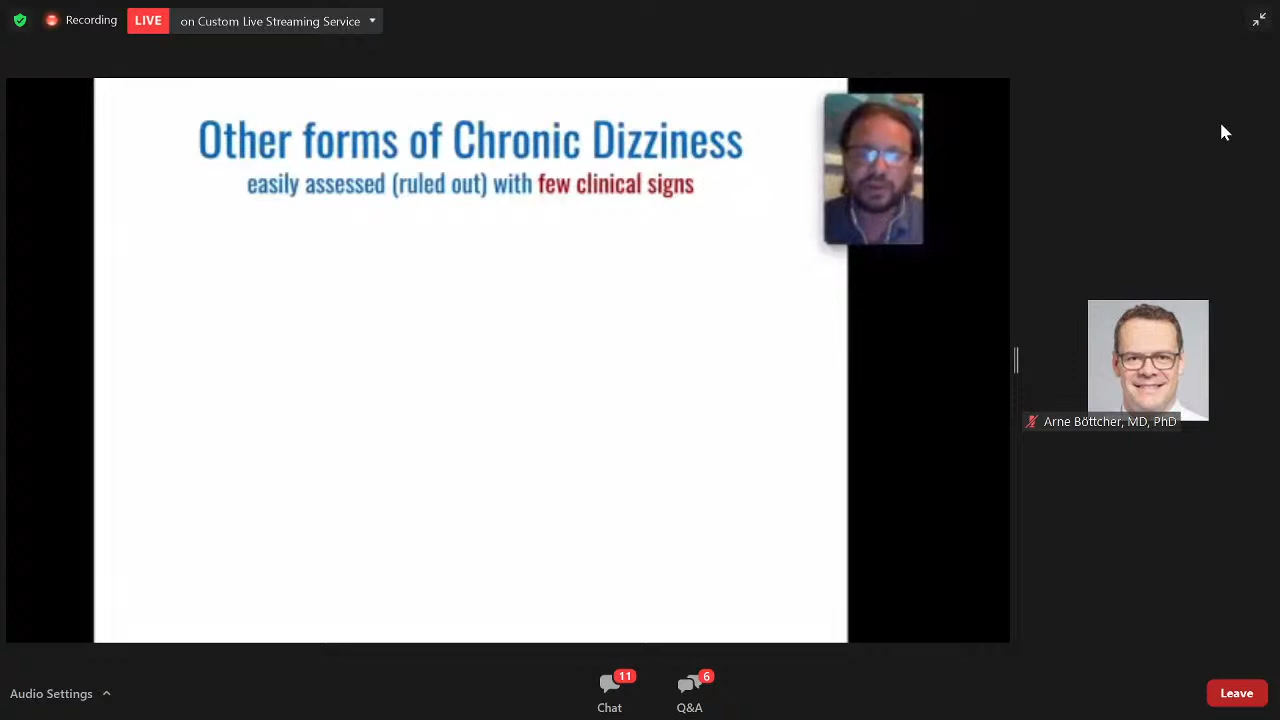 Recording
LIVE
on Custom Live Streaming Service
Other forms of Chronic Dizziness
easily assessed (ruled out) with few clinical signs
Arne Böttcher, MD, PhD
Audio Settings
11
Chat
6
Q&A
Leave